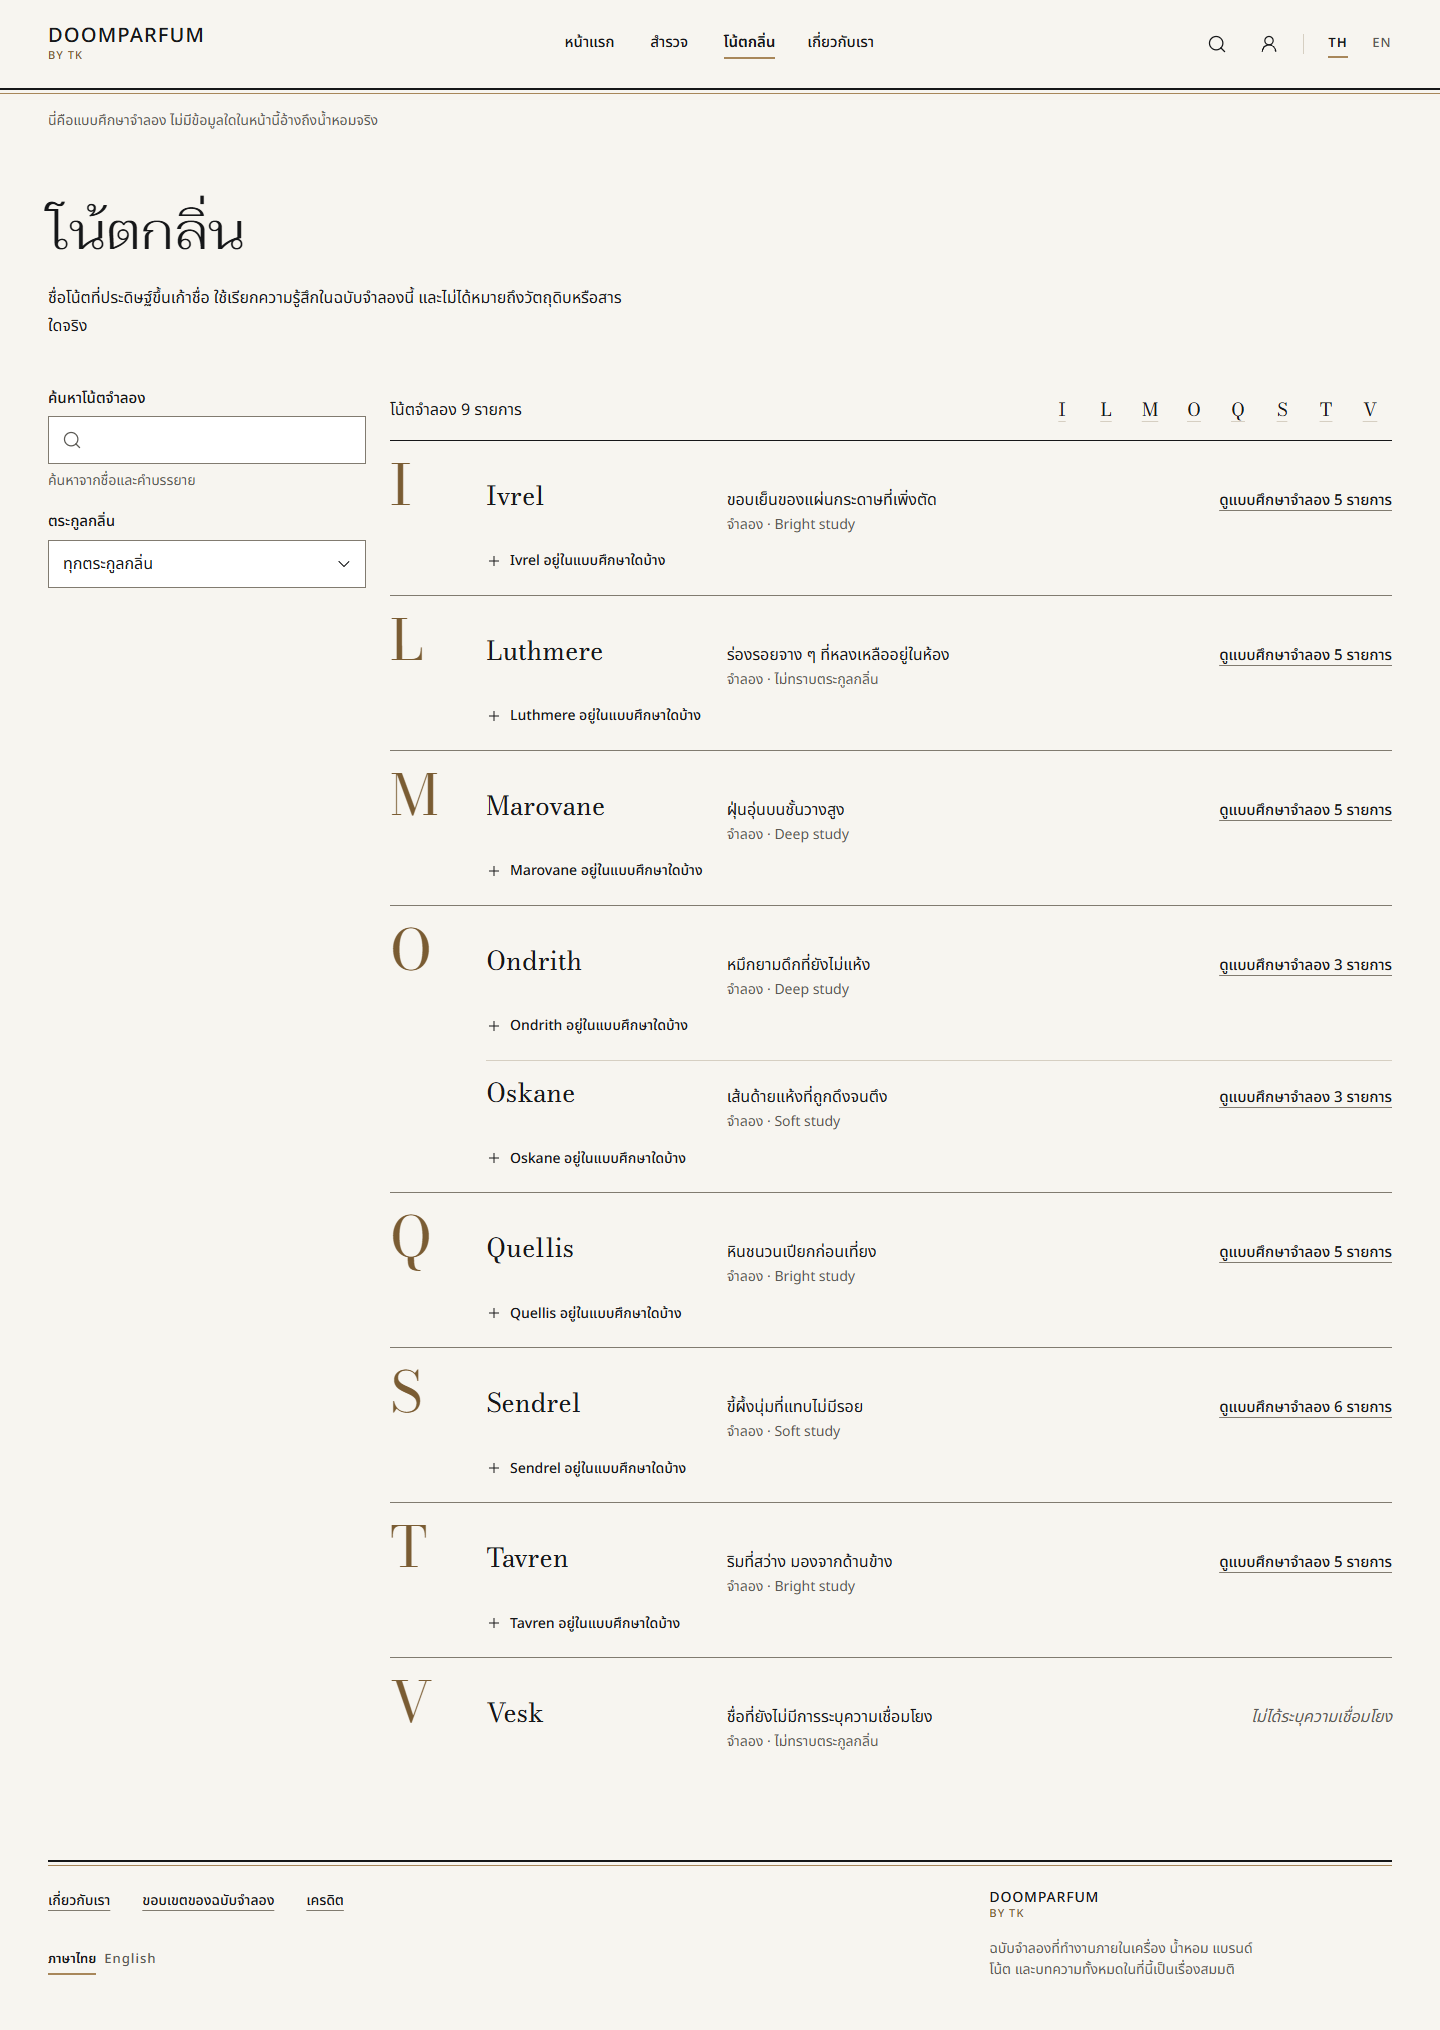 DOOMPARFUM
BY TK
หน้าแรก สำรวจ โน้ตกลิ่น เกี่ยวกับเรา
TH EN
นี่คือแบบศึกษาจำลอง ไม่มีข้อมูลใดในหน้านี้อ้างถึงน้ำหอมจริง
โน้ตกลิ่น
ชื่อโน้ตที่ประดิษฐ์ขึ้นเก้าชื่อ ใช้เรียกความรู้สึกในฉบับจำลองนี้ และไม่ได้หมายถึงวัตถุดิบหรือสาร
ใดจริง
ค้นหาโน้ตจำลอง
ค้นหาจากชื่อและคำบรรยาย
ตระกูลกลิ่น
ทุกตระกูลกลิ่น
โน้ตจำลอง 9 รายการ
I L M O Q S T V
I
Ivrel
ขอบเย็นของแผ่นกระดาษที่เพิ่งตัด
จำลอง · Bright study
ดูแบบศึกษาจำลอง 5 รายการ
Ivrel อยู่ในแบบศึกษาใดบ้าง
L
Luthmere
ร่องรอยจาง ๆ ที่หลงเหลืออยู่ในห้อง
จำลอง · ไม่ทราบตระกูลกลิ่น
ดูแบบศึกษาจำลอง 5 รายการ
Luthmere อยู่ในแบบศึกษาใดบ้าง
M
Marovane
ฝุ่นอุ่นบนชั้นวางสูง
จำลอง · Deep study
ดูแบบศึกษาจำลอง 5 รายการ
Marovane อยู่ในแบบศึกษาใดบ้าง
O
Ondrith
หมึกยามดึกที่ยังไม่แห้ง
จำลอง · Deep study
ดูแบบศึกษาจำลอง 3 รายการ
Ondrith อยู่ในแบบศึกษาใดบ้าง
Oskane
เส้นด้ายแห้งที่ถูกดึงจนตึง
จำลอง · Soft study
ดูแบบศึกษาจำลอง 3 รายการ
Oskane อยู่ในแบบศึกษาใดบ้าง
Q
Quellis
หินชนวนเปียกก่อนเที่ยง
จำลอง · Bright study
ดูแบบศึกษาจำลอง 5 รายการ
Quellis อยู่ในแบบศึกษาใดบ้าง
S
Sendrel
ขี้ผึ้งนุ่มที่แทบไม่มีรอย
จำลอง · Soft study
ดูแบบศึกษาจำลอง 6 รายการ
Sendrel อยู่ในแบบศึกษาใดบ้าง
T
Tavren
ริมที่สว่าง มองจากด้านข้าง
จำลอง · Bright study
ดูแบบศึกษาจำลอง 5 รายการ
Tavren อยู่ในแบบศึกษาใดบ้าง
V
Vesk
ชื่อที่ยังไม่มีการระบุความเชื่อมโยง
จำลอง · ไม่ทราบตระกูลกลิ่น
ไม่ได้ระบุความเชื่อมโยง
เกี่ยวกับเรา ขอบเขตของฉบับจำลอง เครดิต
ภาษาไทย English
DOOMPARFUM
BY TK
ฉบับจำลองที่ทำงานภายในเครื่อง น้ำหอม แบรนด์
โน้ต และบทความทั้งหมดในที่นี้เป็นเรื่องสมมติ